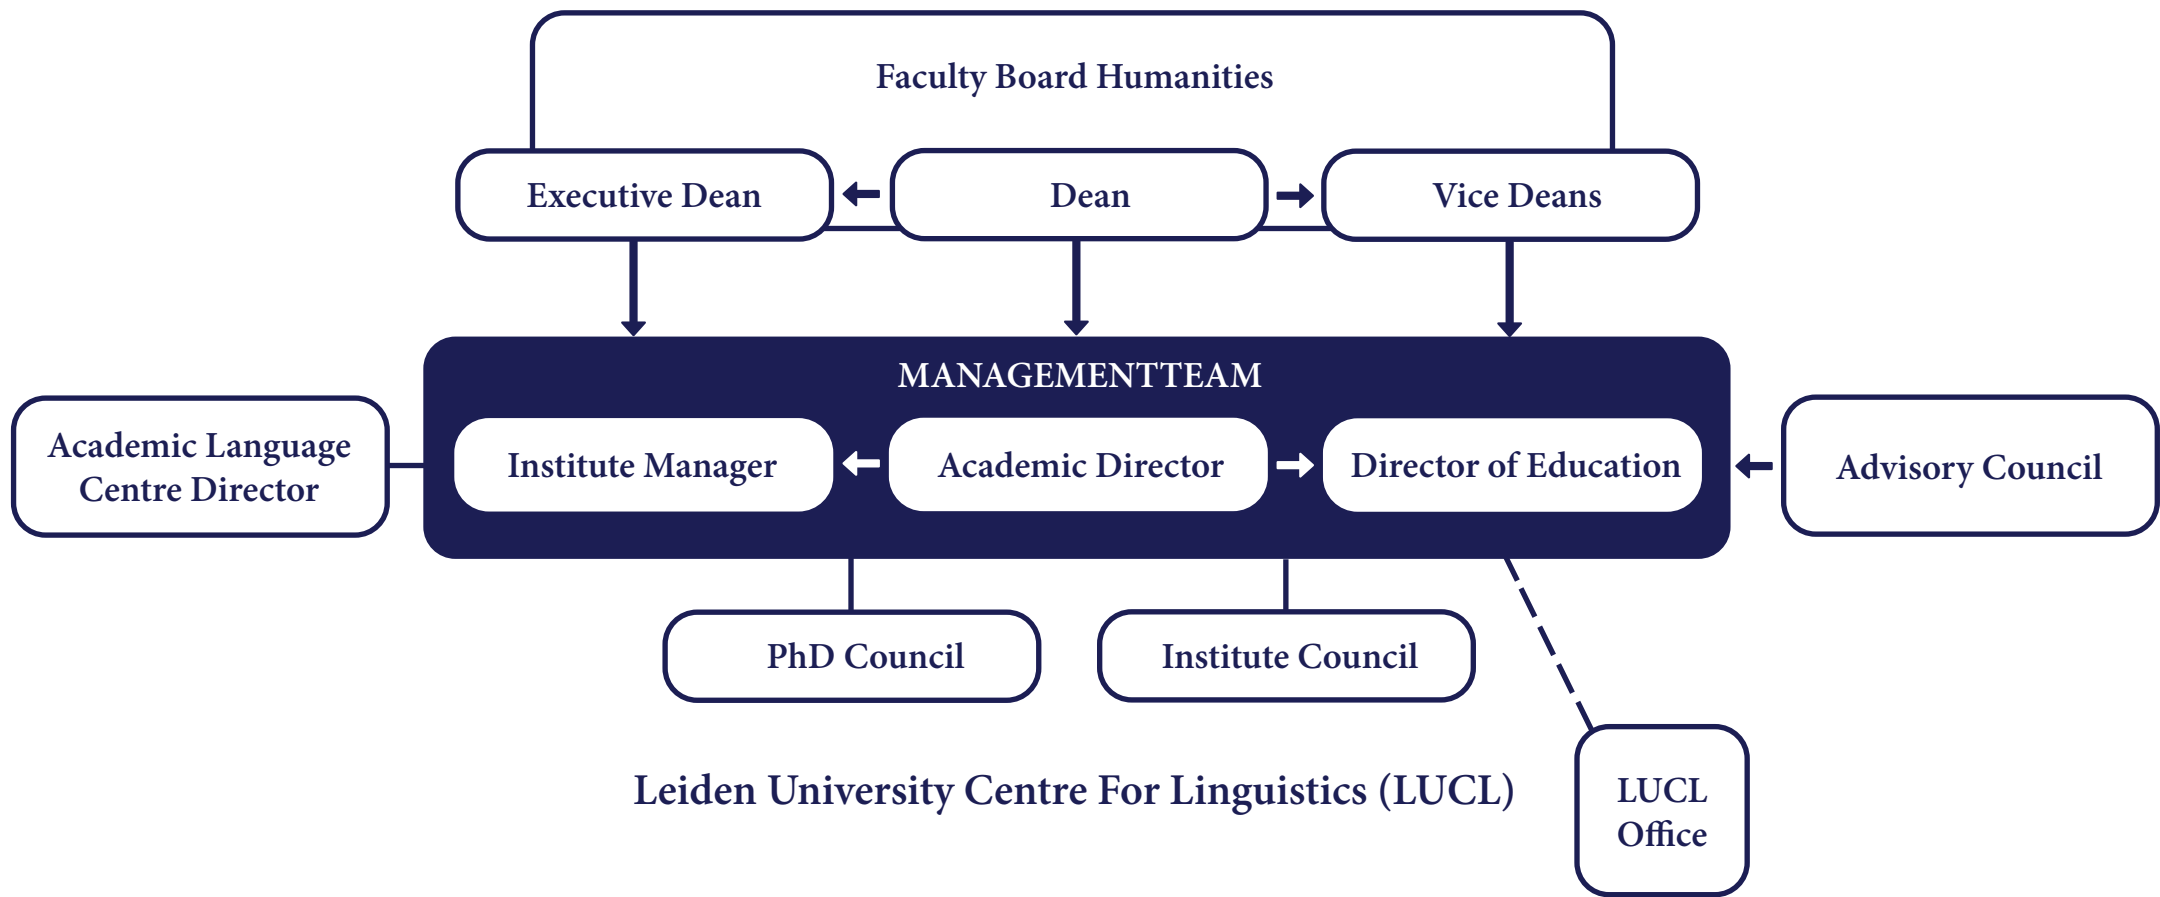 Faculty Board Humanities
Executive Dean
Dean
Vice Deans
MANAGEMENTTEAM
Academic Language
Centre Director
Institute Manager
Academic Director
Director of Education
Advisory Council
PhD Council
Institute Council
Leiden University Centre For Linguistics (LUCL)
LUCL
Office